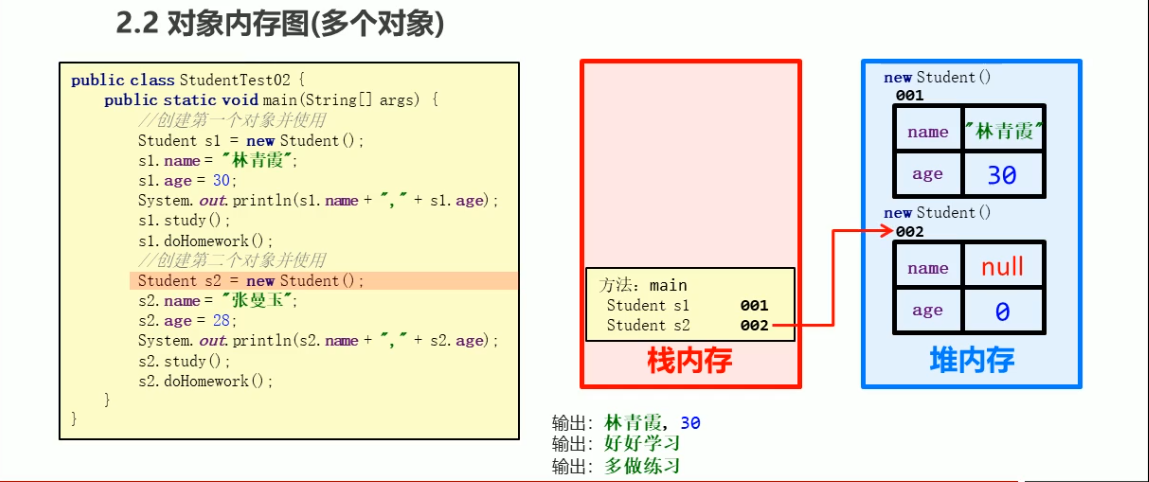 2.2 对象内存图(多个对象)
public class StudentTest02 {
public static void main(String[] args) {
//创建第一个对象并使用
Student s1 = new Student();
s1.name = "林青霞";
s1.age = 30;
System.out.println(s1.name + "," + s1.age);
s1.study();
s1.doHomework();
//创建第二个对象并使用
Student s2 = new Student();
s2.name = "张曼玉";
s2.age = 28;
System.out.println(s2.name + "," + s2.age);
s2.study();
s2.doHomework();
}
}
方法：main
Student s1 001
Student s2 002
栈内存
new Student()
001
name "林青霞"
age 30
new Student()
002
name null
age 0
堆内存
输出：林青霞，30
输出：好好学习
输出：多做练习